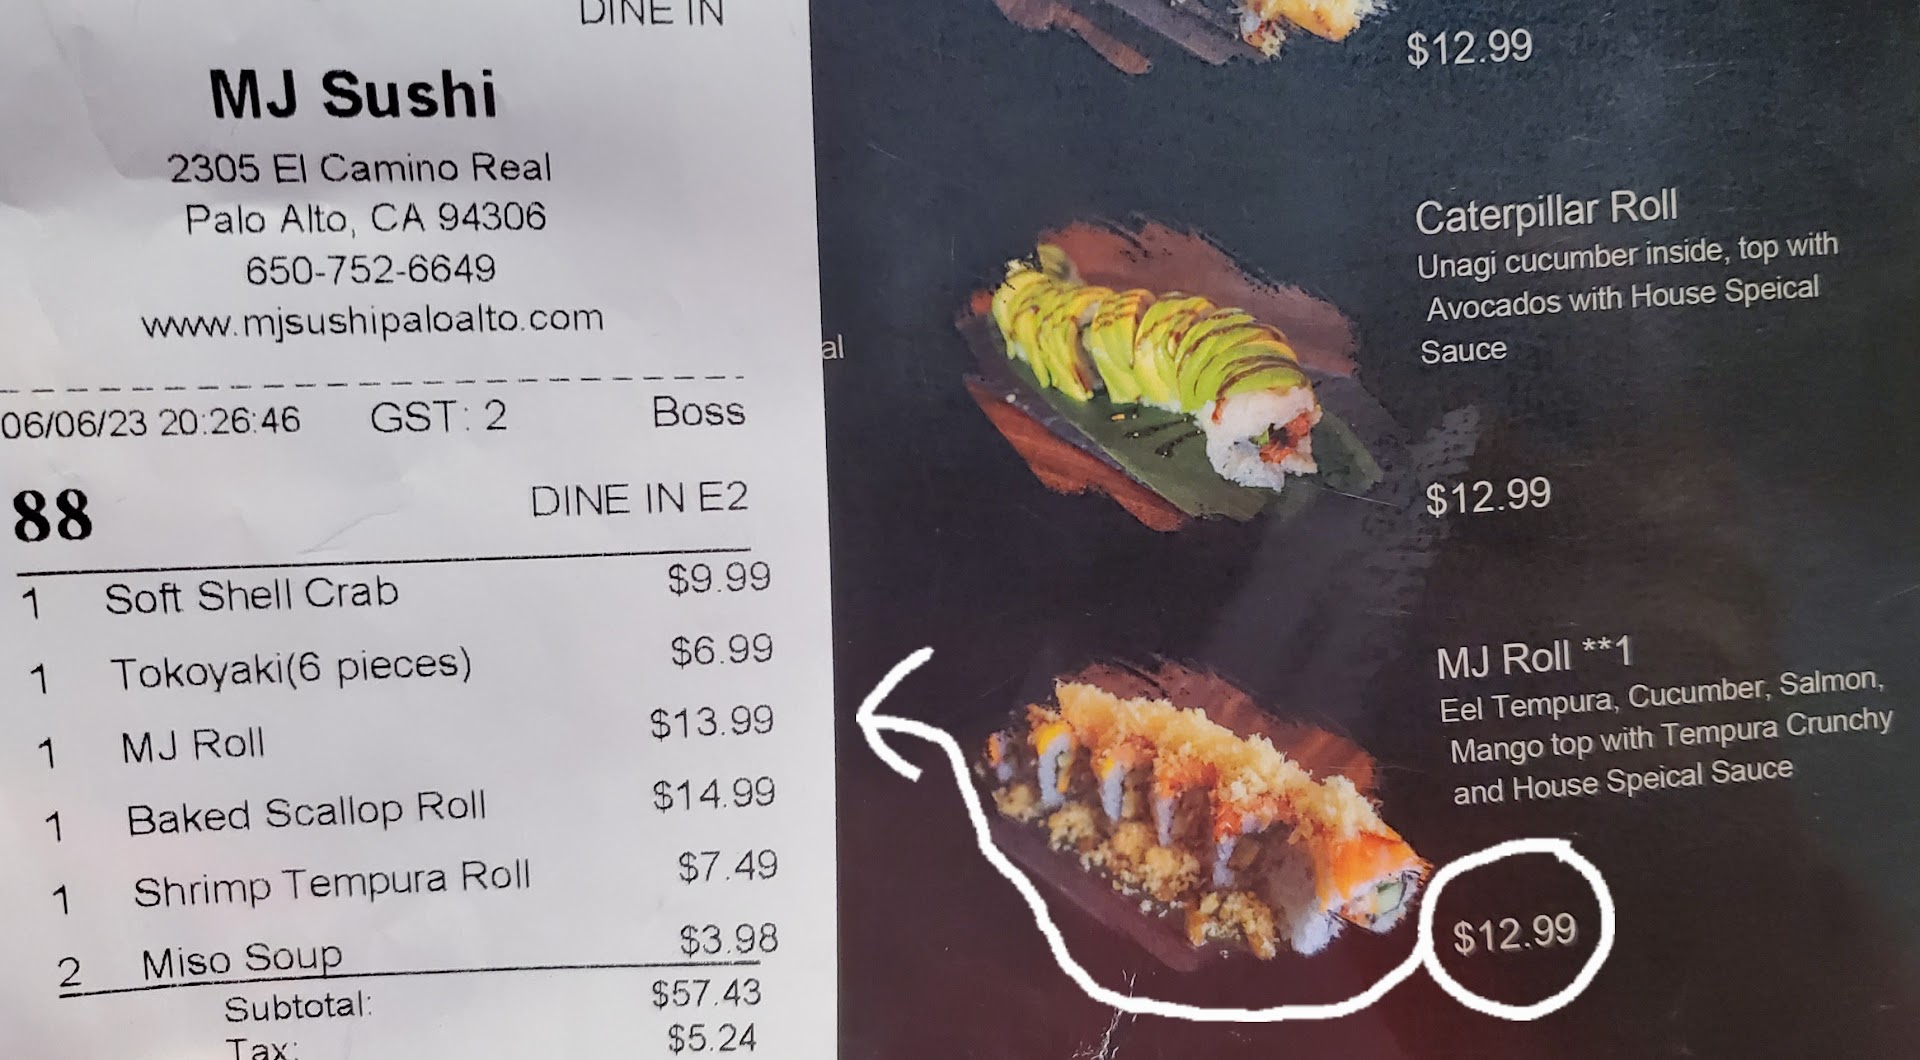 DINE IN
MJ Sushi
2305 El Camino Real
Palo Alto, CA 94306
650-752-6649
www.mjsushipaloalto.com
06/06/23 20:26:46 GST: 2 Boss
88 DINE IN E2
1 Soft Shell Crab $9.99
1 Tokoyaki(6 pieces) $6.99
1 MJ Roll $13.99
1 Baked Scallop Roll $14.99
1 Shrimp Tempura Roll $7.49
2 Miso Soup $3.98
Subtotal: $57.43
Tax: $5.24
al
$12.99
Caterpillar Roll
Unagi cucumber inside, top with
Avocados with House Speical
Sauce
$12.99
MJ Roll **1
Eel Tempura, Cucumber, Salmon,
Mango top with Tempura Crunchy
and House Speical Sauce
$12.99